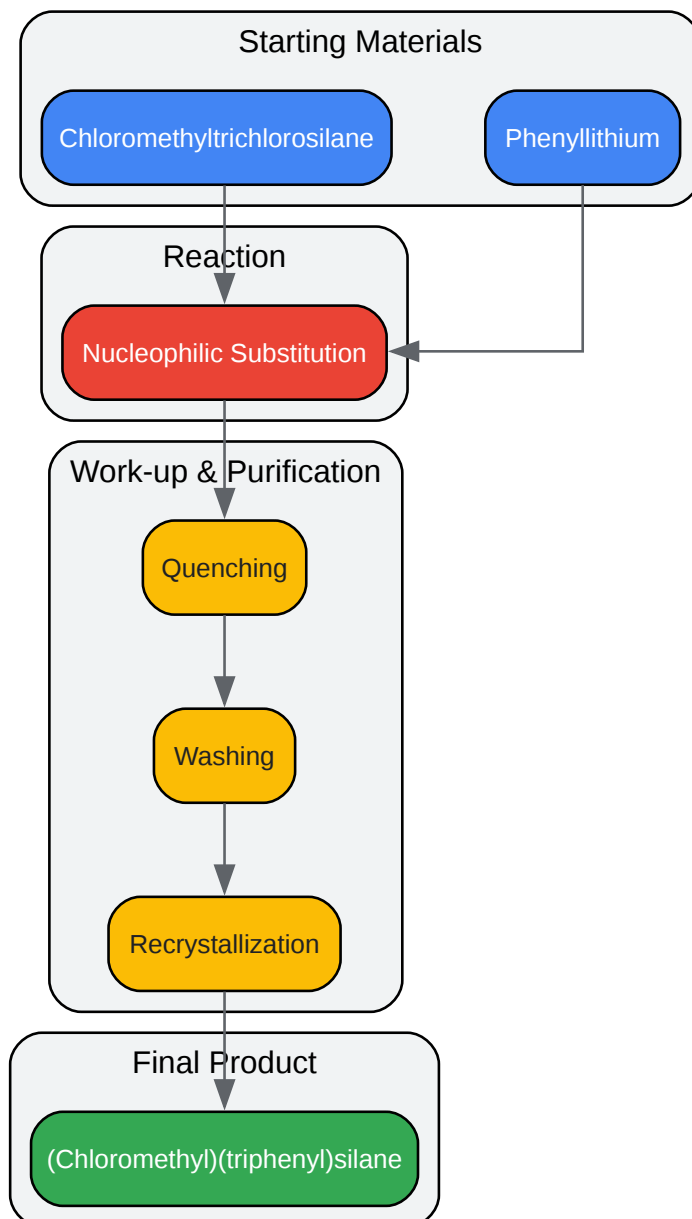 Starting Materials
Chloromethyltrichlorosilane
Phenyllithium
Reaction
Nucleophilic Substitution
Work-up & Purification
Quenching
Washing
Recrystallization
Final Product
(Chloromethyl)(triphenyl)silane